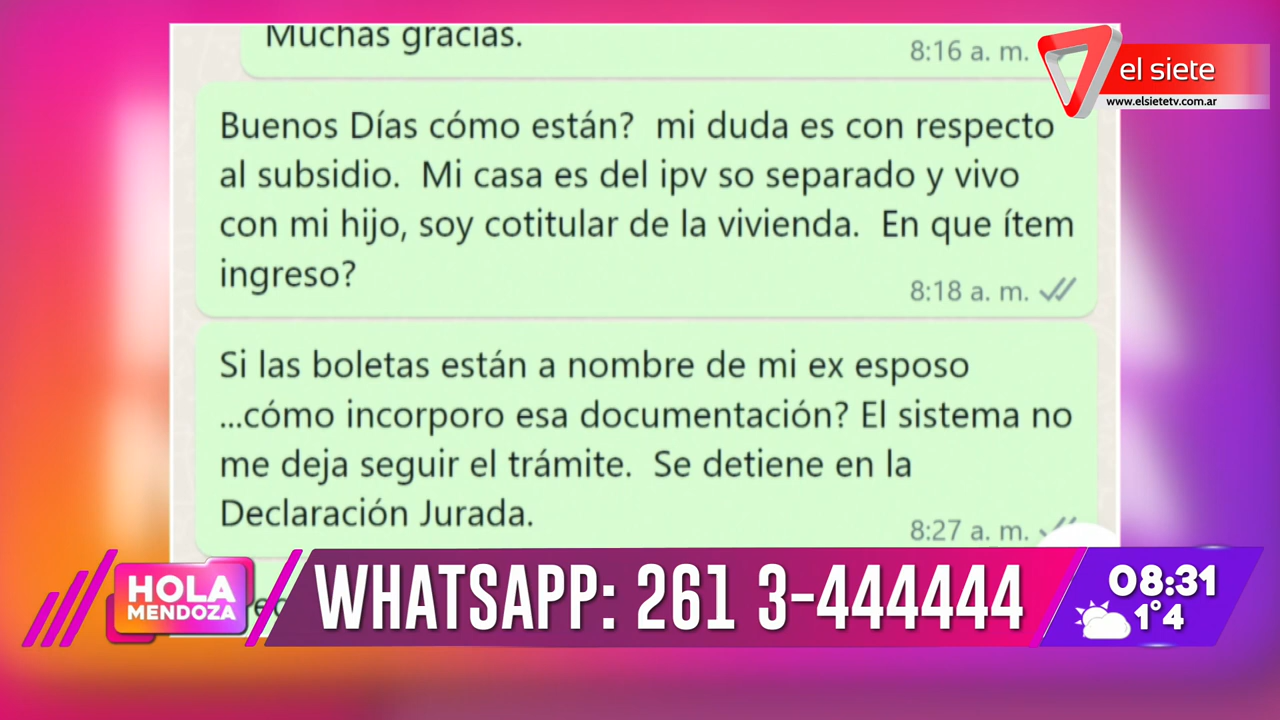 Muchas gracias.
8:16 a. m.
el siete
www.elsietetv.com.ar
Buenos Días cómo están?  mi duda es con respecto
al subsidio.  Mi casa es del ipv so separado y vivo
con mi hijo, soy cotitular de la vivienda.  En que ítem
ingreso?
8:18 a. m.
Si las boletas están a nombre de mi ex esposo
...cómo incorporo esa documentación? El sistema no
me deja seguir el trámite.  Se detiene en la
Declaración Jurada.
8:27 a. m.
HOLA
MENDOZA
WHATSAPP: 261 3-444444
08:31
1°4